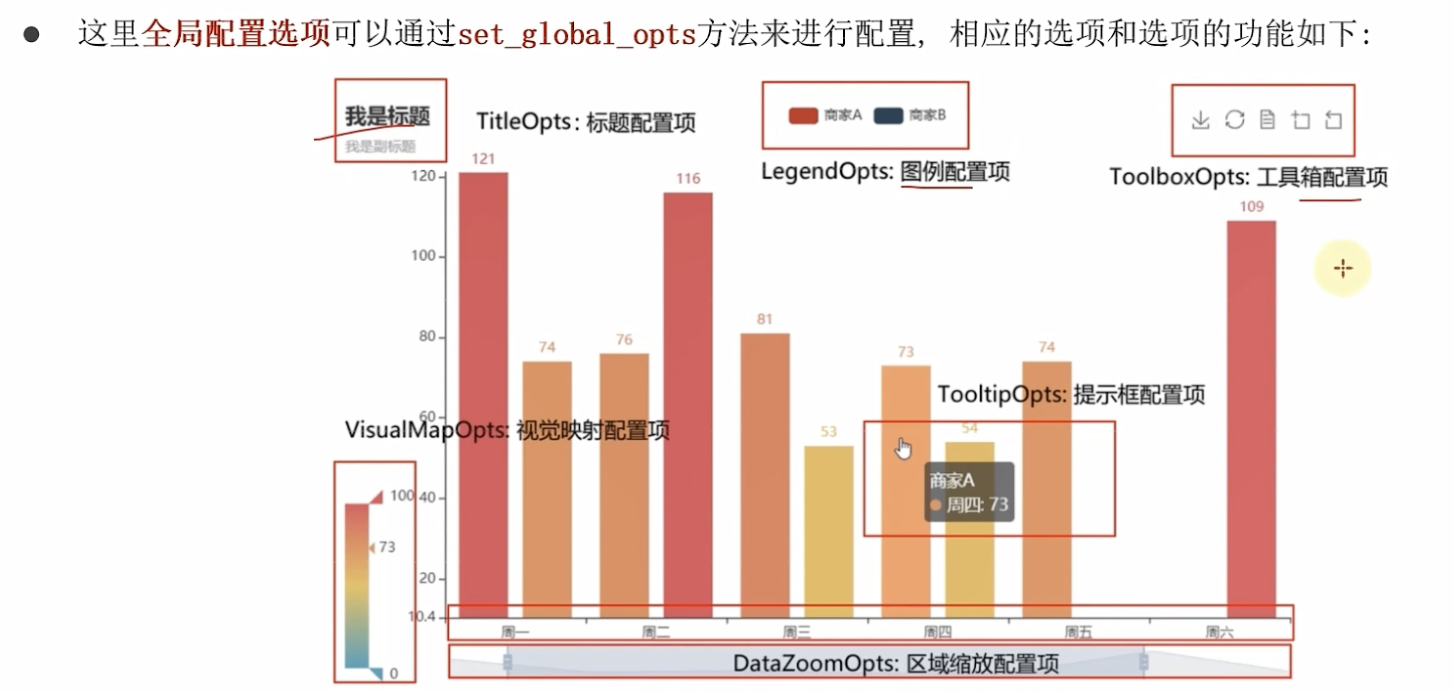 ● 这里全局配置选项可以通过set_global_opts方法来进行配置, 相应的选项和选项的功能如下:
我是标题
我是副标题
TitleOpts: 标题配置项
商家A 商家B
LegendOpts: 图例配置项
ToolboxOpts: 工具箱配置项
121
116
109
120
100
81
80
74
76
73
74
TooltipOpts: 提示框配置项
60
VisualMapOpts: 视觉映射配置项
53
54
商家A
周四: 73
100
40
73
20
10.4
0
周一 周二 周三 周四 周五 周六
DataZoomOpts: 区域缩放配置项